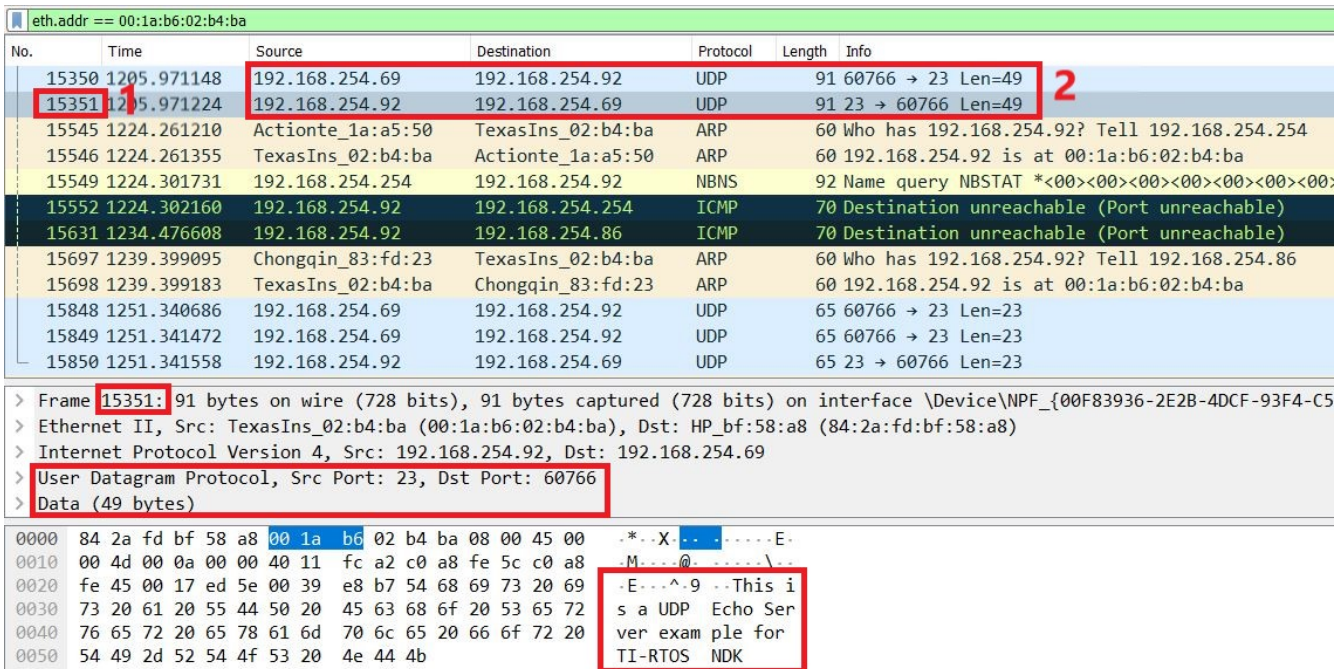 eth.addr == 00:1a:b6:02:b4:ba
No. Time Source Destination Protocol Length Info
15350 1205.971148 192.168.254.69 192.168.254.92 UDP 91 60766 → 23 Len=49
15351 1205.971224 192.168.254.92 192.168.254.69 UDP 91 23 → 60766 Len=49
1 2
15545 1224.261210 Actionte_1a:a5:50 TexasIns_02:b4:ba ARP 60 Who has 192.168.254.92? Tell 192.168.254.254
15546 1224.261355 TexasIns_02:b4:ba Actionte_1a:a5:50 ARP 60 192.168.254.92 is at 00:1a:b6:02:b4:ba
15549 1224.301731 192.168.254.254 192.168.254.92 NBNS 92 Name query NBSTAT *<00><00><00><00><00><00><00>
15552 1224.302160 192.168.254.92 192.168.254.254 ICMP 70 Destination unreachable (Port unreachable)
15631 1234.476608 192.168.254.92 192.168.254.86 ICMP 70 Destination unreachable (Port unreachable)
15697 1239.399095 Chongqin_83:fd:23 TexasIns_02:b4:ba ARP 60 Who has 192.168.254.92? Tell 192.168.254.86
15698 1239.399183 TexasIns_02:b4:ba Chongqin_83:fd:23 ARP 60 192.168.254.92 is at 00:1a:b6:02:b4:ba
15848 1251.340686 192.168.254.69 192.168.254.92 UDP 65 60766 → 23 Len=23
15849 1251.341472 192.168.254.69 192.168.254.92 UDP 65 60766 → 23 Len=23
15850 1251.341558 192.168.254.92 192.168.254.69 UDP 65 23 → 60766 Len=23
> Frame 15351: 91 bytes on wire (728 bits), 91 bytes captured (728 bits) on interface \Device\NPF_{00F83936-2E2B-4DCF-93F4-C5
> Ethernet II, Src: TexasIns_02:b4:ba (00:1a:b6:02:b4:ba), Dst: HP_bf:58:a8 (84:2a:fd:bf:58:a8)
> Internet Protocol Version 4, Src: 192.168.254.92, Dst: 192.168.254.69
> User Datagram Protocol, Src Port: 23, Dst Port: 60766
> Data (49 bytes)
0000 84 2a fd bf 58 a8 00 1a b6 02 b4 ba 08 00 45 00 ·*··X··· ······E·
0010 00 4d 00 0a 00 00 40 11 fc a2 c0 a8 fe 5c c0 a8 ·M····@· ·····\··
0020 fe 45 00 17 ed 5e 00 39 e8 b7 54 68 69 73 20 69 ·E···^·9 ··This i
0030 73 20 61 20 55 44 50 20 45 63 68 6f 20 53 65 72 s a UDP Echo Ser
0040 76 65 72 20 65 78 61 6d 70 6c 65 20 66 6f 72 20 ver exam ple for
0050 54 49 2d 52 54 4f 53 20 4e 44 4b TI-RTOS NDK